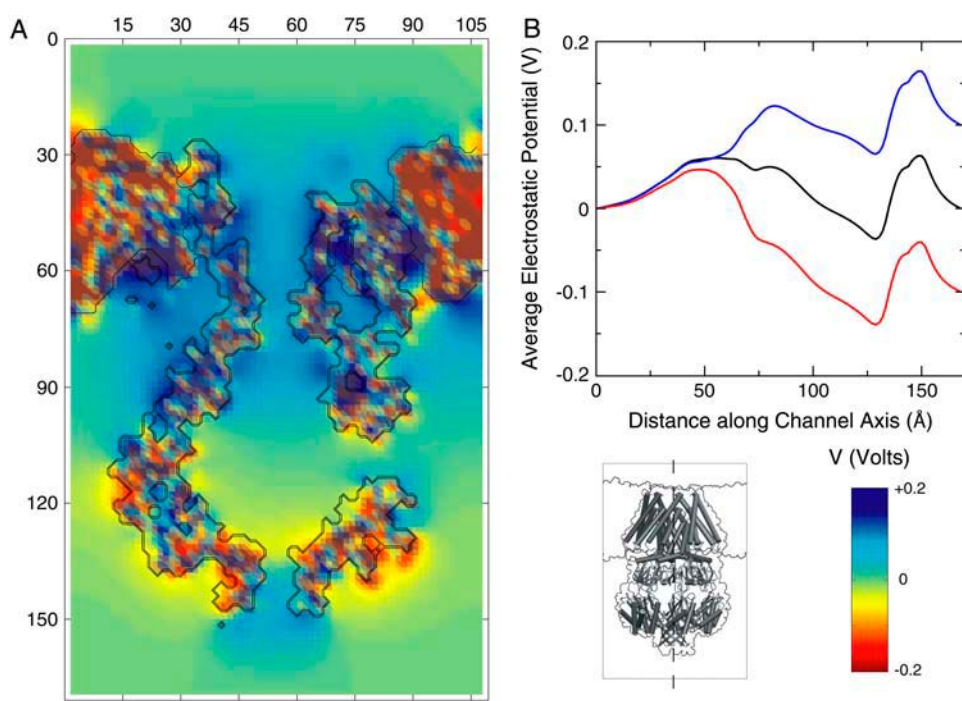 A
15 30 45 60 75 90 105
0
30
60
90
120
150
B
Average Electrostatic Potential (V)
0.2
0.1
0
-0.1
-0.2
0 50 100 150
Distance along Channel Axis (Å)
V (Volts)
+0.2
0
-0.2